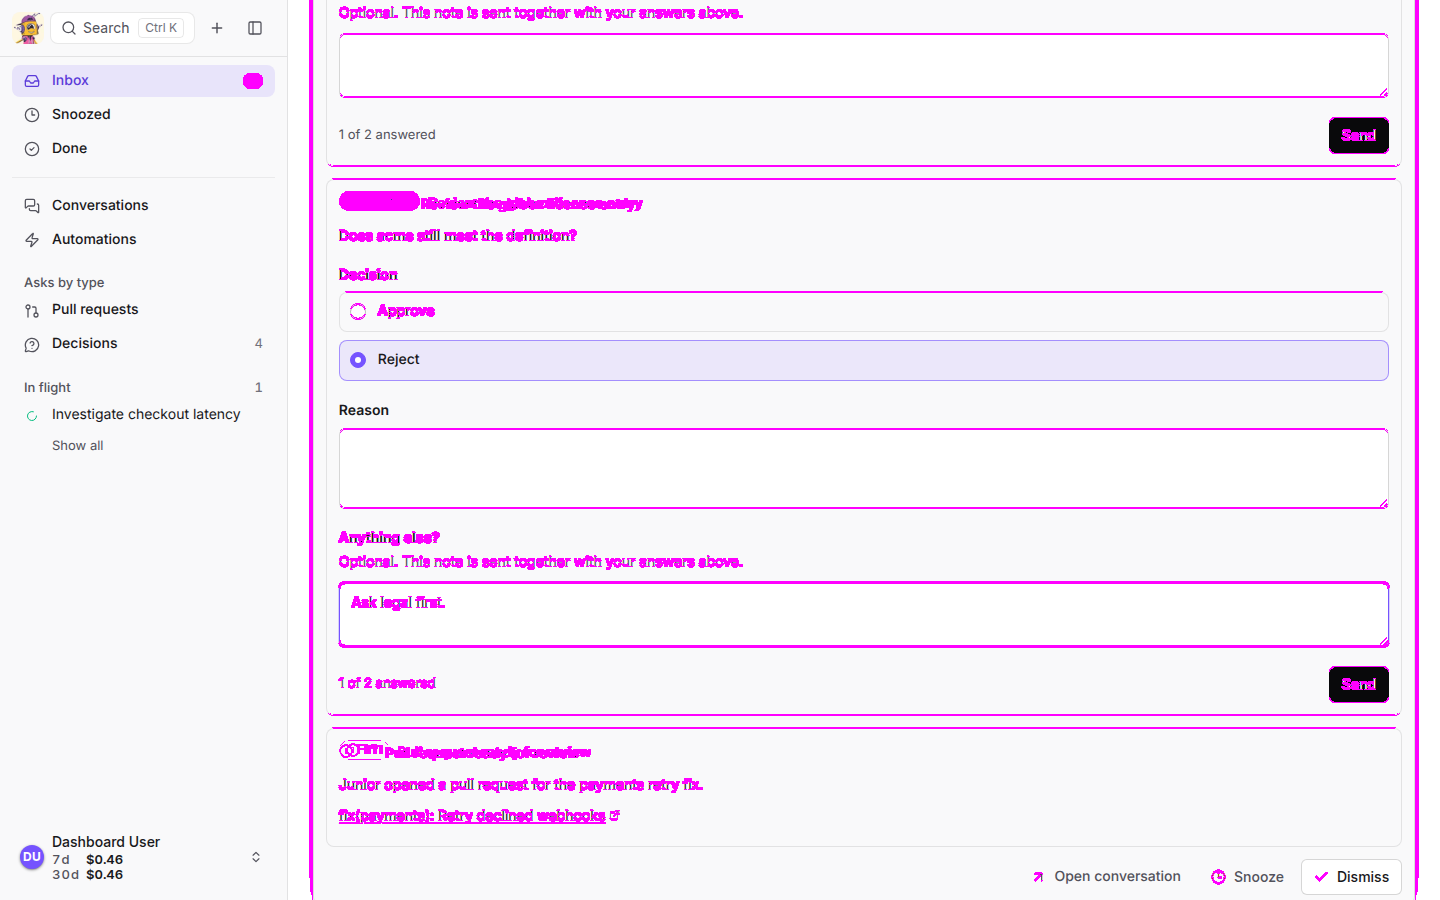 Search Ctrl K
Inbox
Snoozed
Done
Conversations
Automations
Asks by type
Pull requests
Decisions 4
In flight 1
Investigate checkout latency
Show all
Dashboard User
DU
7d $0.46
30d $0.46
Optional. This note is sent together with your answers above.
1 of 2 answered
Send
Does acme still meet the definition?
Decision
Approve
Reject
Reason
Anything else?
Optional. This note is sent together with your answers above.
Ask legal first.
1 of 2 answered
Send
Junior opened a pull request for the payments retry fix.
fix(payments): Retry declined webhooks
Open conversation
Snooze
Dismiss